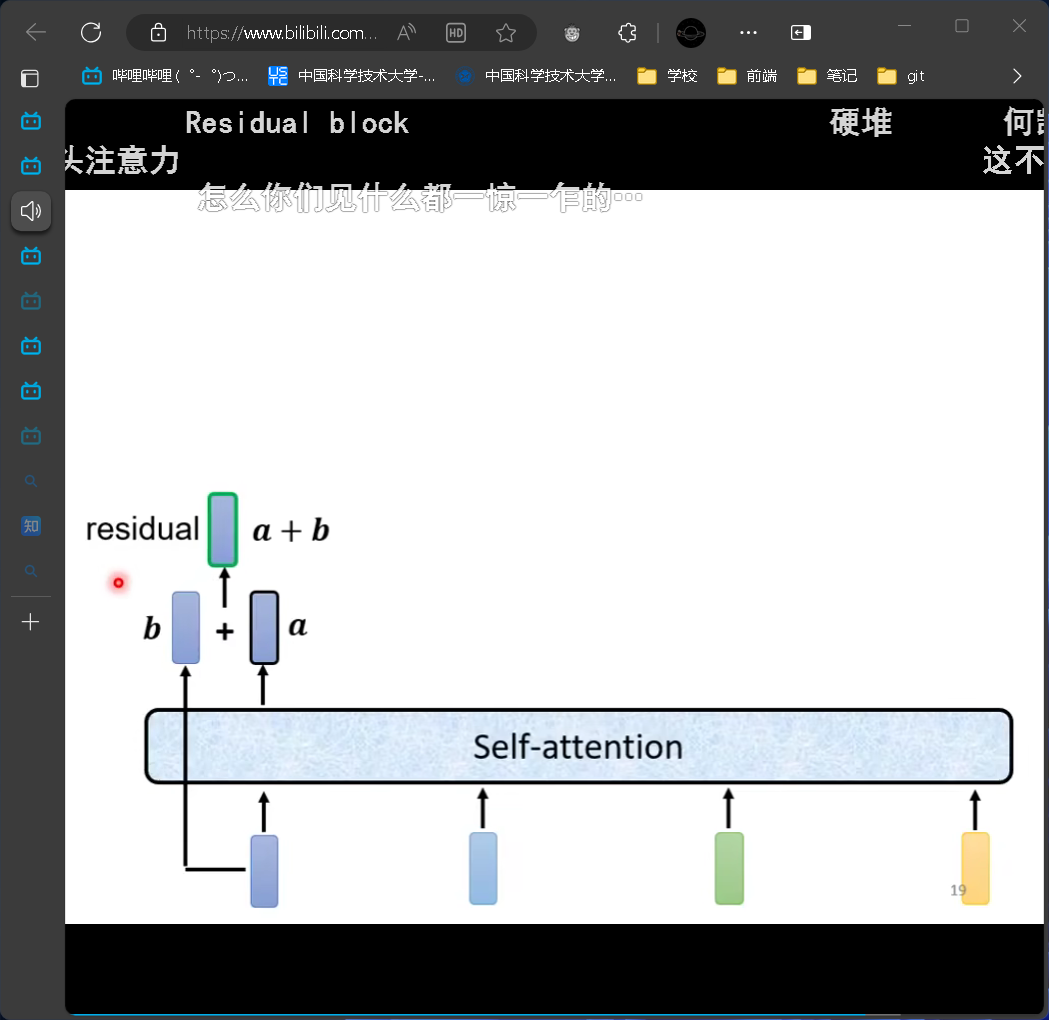 https://www.bilibili.com...
HD
哔哩哔哩 (゜-゜)つ...
USTC
中国科学技术大学-...
中国科学技术大学...
学校
前端
笔记
git
Residual block
硬堆
何
头注意力
这不
怎么你们见什么都一惊一乍的…
知
residual
a + b
b
+
a
Self-attention
19